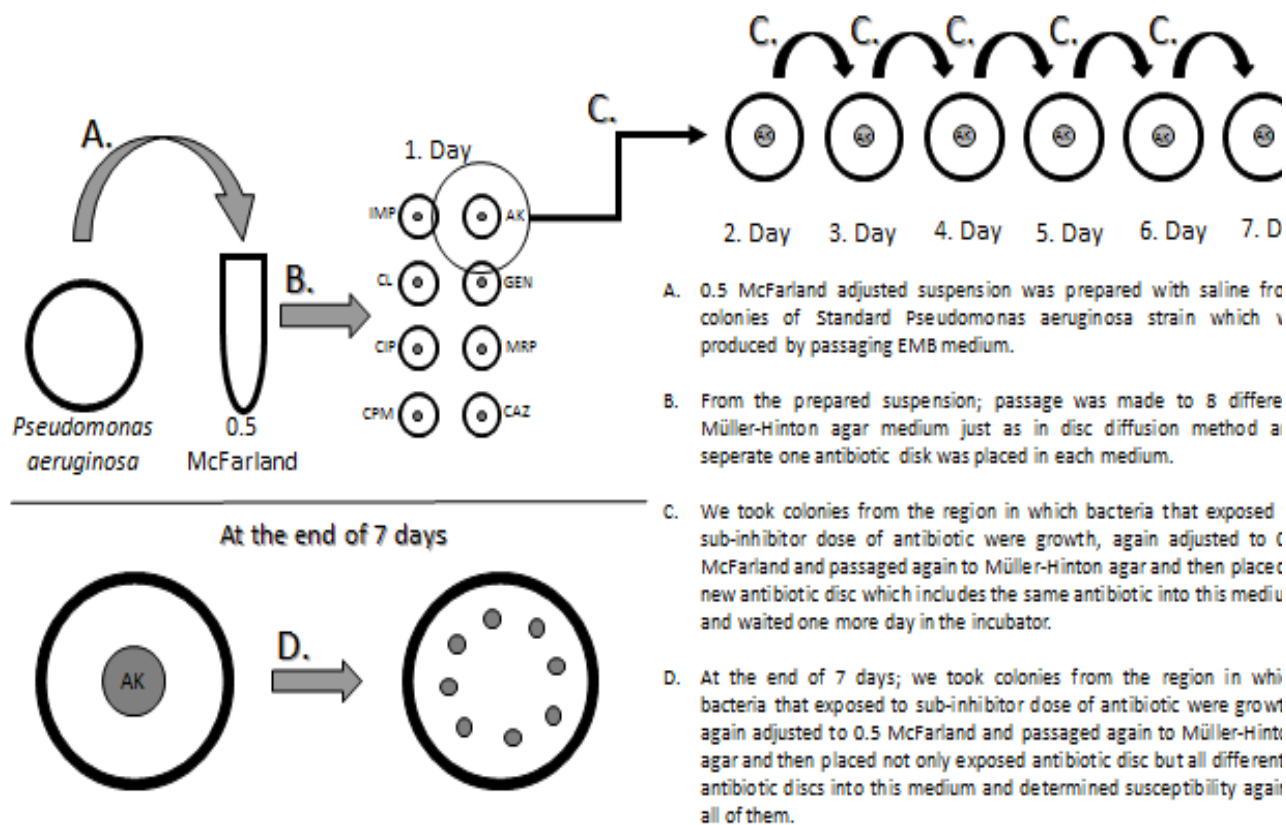 C. C. C. C. C.
A.
C.
1. Day
IMP AK
AK AK AK AK AK AK
2. Day 3. Day 4. Day 5. Day 6. Day 7. D
B.
CL GEN
CIP MRP
CPM CAZ
Pseudomonas
aeruginosa
0.5
McFarland
A. 0.5 McFarland adjusted suspension was prepared with saline fro
colonies of Standard Pseudomonas aeruginosa strain which w
produced by passaging EMB medium.
B. From the prepared suspension; passage was made to 8 differe
Müller-Hinton agar medium just as in disc diffusion method a
seperate one antibiotic disk was placed in each medium.
C. We took colonies from the region in which bacteria that exposed
sub-inhibitor dose of antibiotic were growth, again adjusted to 0
McFarland and passaged again to Müller-Hinton agar and then place
new antibiotic disc which includes the same antibiotic into this mediu
and waited one more day in the incubator.
D. At the end of 7 days; we took colonies from the region in whi
bacteria that exposed to sub-inhibitor dose of antibiotic were growt
again adjusted to 0.5 McFarland and passaged again to Müller-Hinto
agar and then placed not only exposed antibiotic disc but all different
antibiotic discs into this medium and determined susceptibility again
all of them.
At the end of 7 days
AK
D.